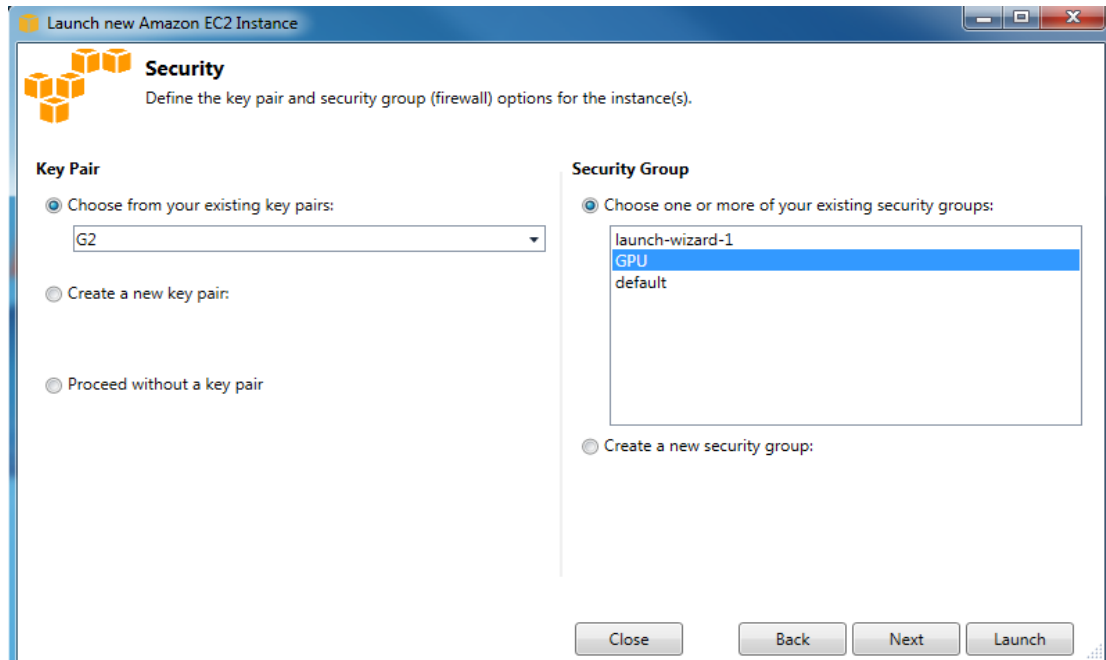 Launch new Amazon EC2 Instance
Security
Define the key pair and security group (firewall) options for the instance(s).
Key Pair
Choose from your existing key pairs:
G2
Create a new key pair:
Proceed without a key pair
Security Group
Choose one or more of your existing security groups:
launch-wizard-1
GPU
default
Create a new security group:
Close
Back
Next
Launch